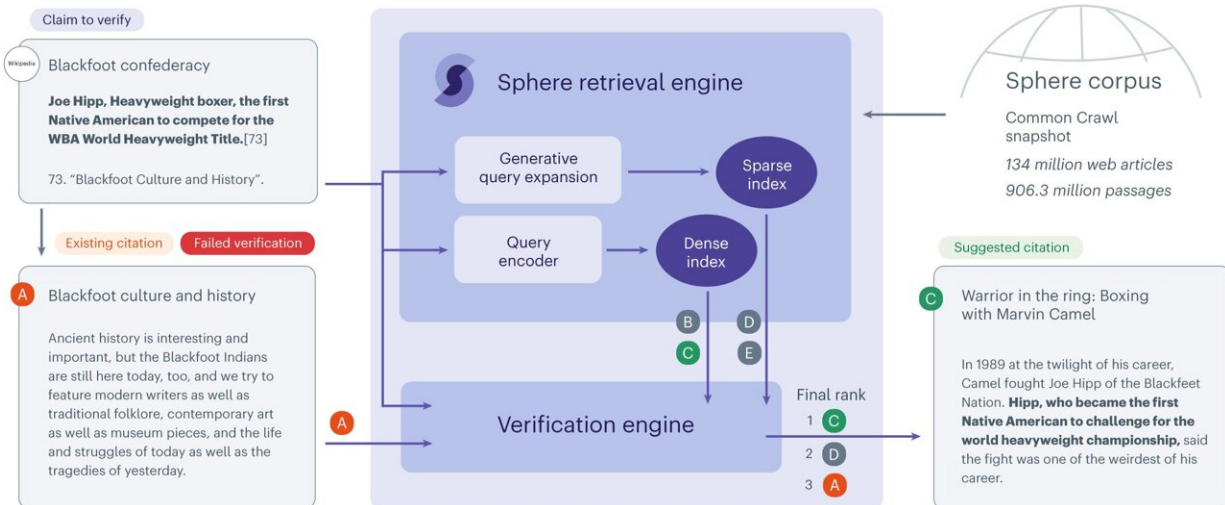 Claim to verify
Wikipedia
Blackfoot confederacy
Joe Hipp, Heavyweight boxer, the first
Native American to compete for the
WBA World Heavyweight Title.[73]
73. “Blackfoot Culture and History”.
Existing citation
Failed verification
A
Blackfoot culture and history
Ancient history is interesting and
important, but the Blackfoot Indians
are still here today, too, and we try to
feature modern writers as well as
traditional folklore, contemporary art
as well as museum pieces, and the life
and struggles of today as well as the
tragedies of yesterday.
A
Sphere retrieval engine
Generative
query expansion
Sparse
index
Query
encoder
Dense
index
B
D
C
E
Verification engine
Final rank
1 C
2 D
3 A
Sphere corpus
Common Crawl
snapshot
134 million web articles
906.3 million passages
Suggested citation
C
Warrior in the ring: Boxing
with Marvin Camel
In 1989 at the twilight of his career,
Camel fought Joe Hipp of the Blackfeet
Nation. Hipp, who became the first
Native American to challenge for the
world heavyweight championship, said
the fight was one of the weirdest of his
career.